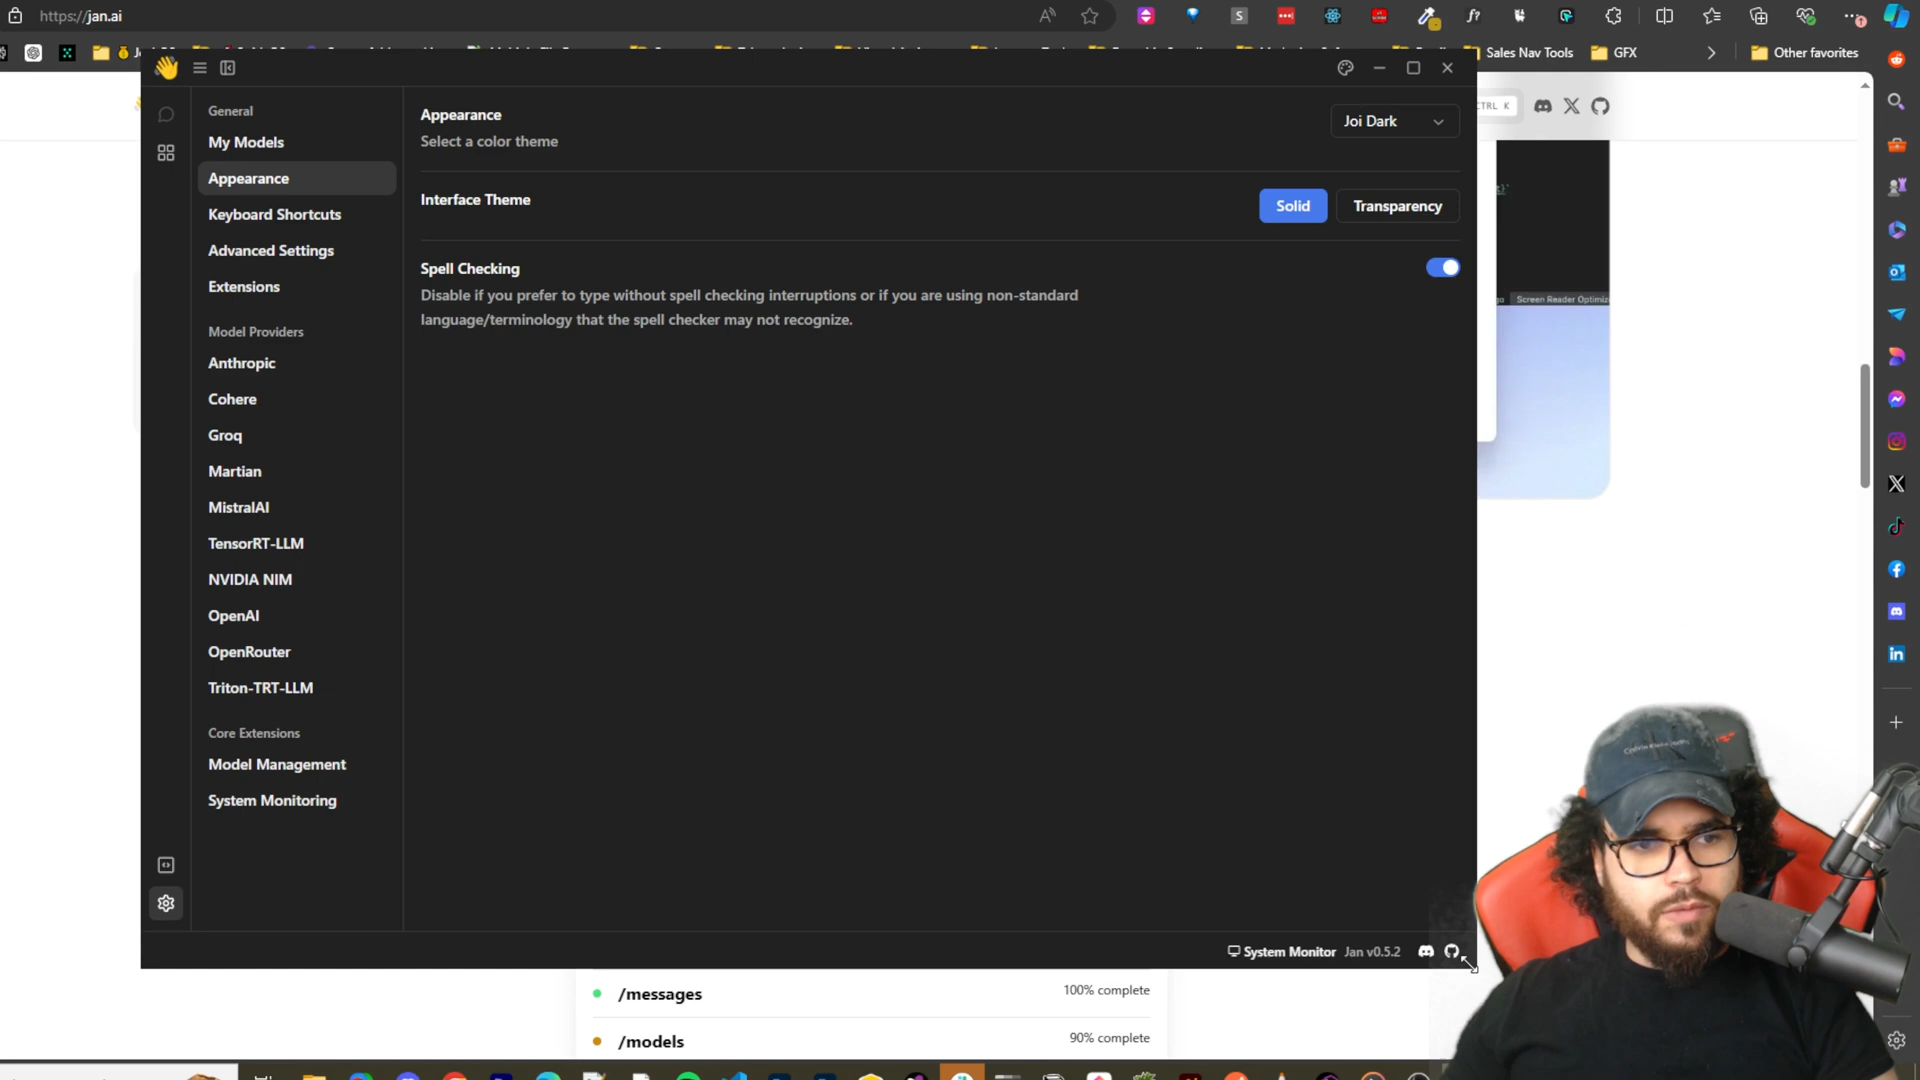 https://jan.ai
Sales Nav Tools
GFX
Other favorites
CTRL K
General
My Models
Appearance
Keyboard Shortcuts
Advanced Settings
Extensions
Model Providers
Anthropic
Cohere
Groq
Martian
MistralAI
TensorRT-LLM
NVIDIA NIM
OpenAI
OpenRouter
Triton-TRT-LLM
Core Extensions
Model Management
System Monitoring
Appearance
Joi Dark
Select a color theme
Interface Theme
Solid
Transparency
Spell Checking
Disable if you prefer to type without spell checking interruptions or if you are using non-standard
language/terminology that the spell checker may not recognize.
Screen Reader Optimiz
System Monitor
Jan v0.5.2
/messages
100% complete
/models
90% complete